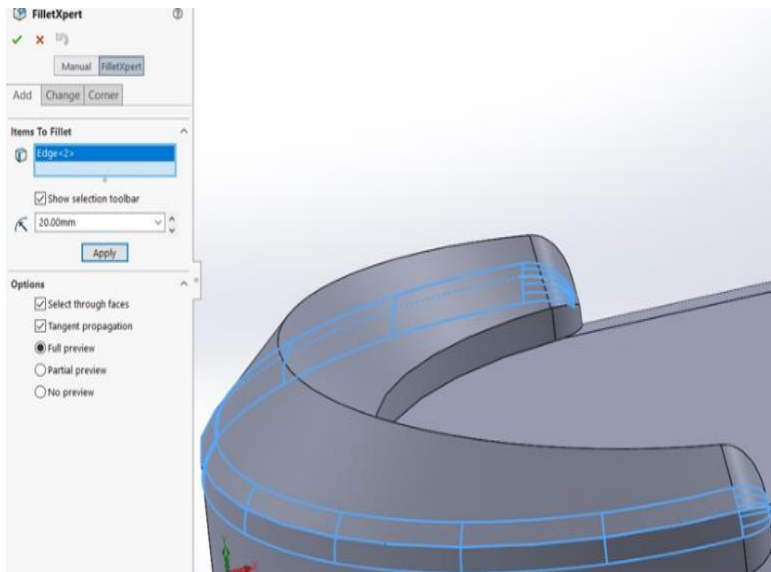 FilletXpert
Manual FilletXpert
Add Change Corner
Items To Fillet
Edge<2>
Show selection toolbar
20.00mm
Apply
Options
Select through faces
Tangent propagation
Full preview
Partial preview
No preview
Y
X